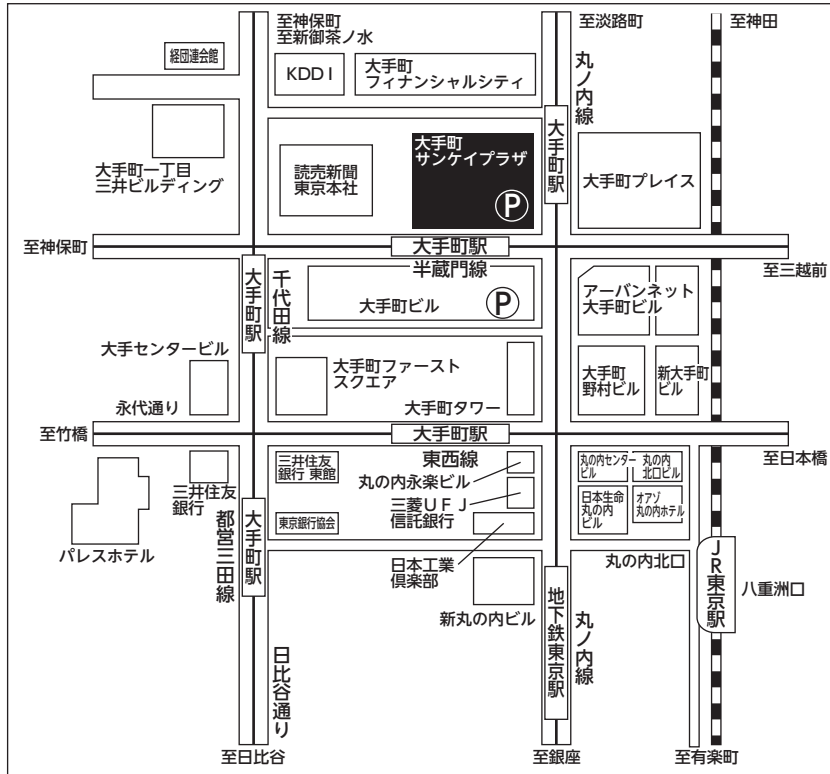 至神保町
至新御茶ノ水
至淡路町
至神田
経団連会館
KDDI
大手町
フィナンシャルシティ
丸ノ内線
大手町一丁目
三井ビルディング
読売新聞
東京本社
大手町
サンケイプラザ
P
大手町駅
大手町プレイス
至神保町
大手町駅
至三越前
半蔵門線
大手町駅
千代田線
大手町ビル
P
アーバンネット
大手町ビル
大手センタービル
大手町ファースト
スクエア
大手町タワー
大手町
野村ビル
新大手町
ビル
永代通り
至竹橋
大手町駅
至日本橋
東西線
三井住友
銀行
三井住友
銀行 東館
丸の内永楽ビル
三菱UFJ
信託銀行
丸の内センター
ビル
丸の内
北口ビル
日本生命
丸の内
ビル
オアゾ
丸の内ホテル
パレスホテル
都営三田線
大手町駅
東京銀行協会
日本工業
倶楽部
新丸の内ビル
丸の内北口
JR東京駅
八重洲口
地下鉄東京駅
丸ノ内線
日比谷通り
至日比谷
至銀座
至有楽町